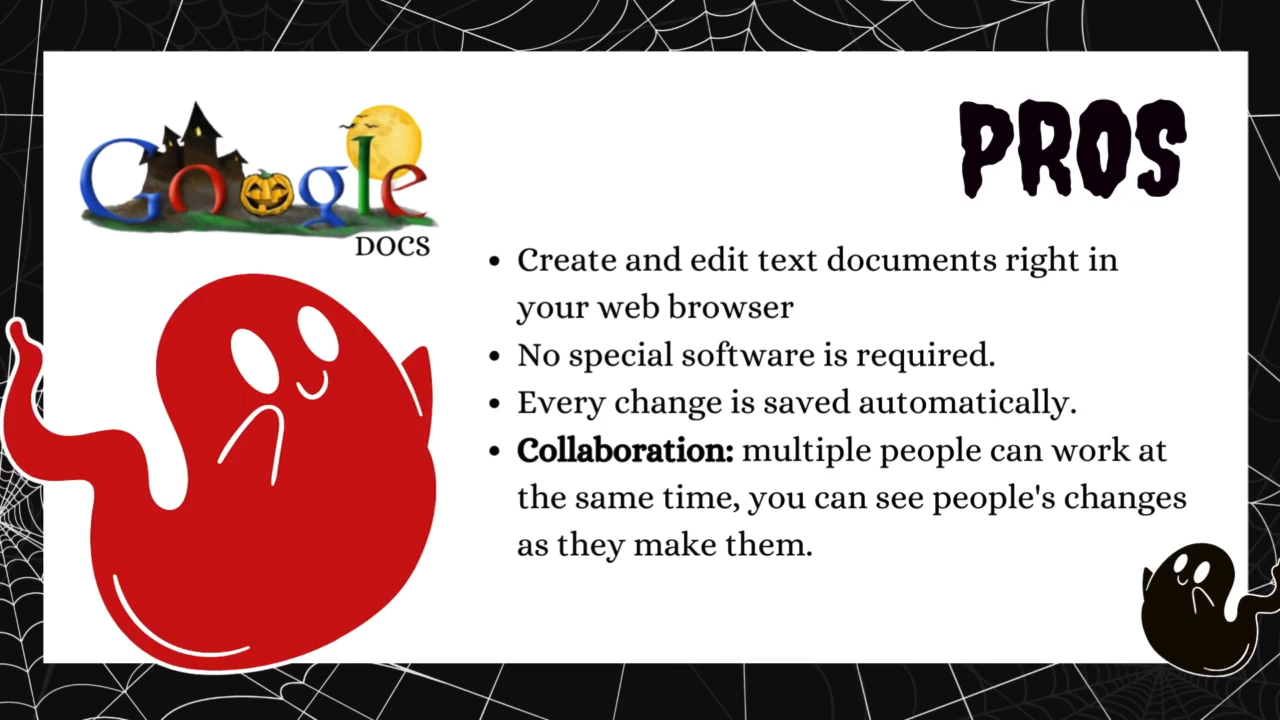 Google
DOCS
PROS
• Create and edit text documents right in
your web browser
• No special software is required.
• Every change is saved automatically.
• Collaboration: multiple people can work at
the same time, you can see people's changes
as they make them.